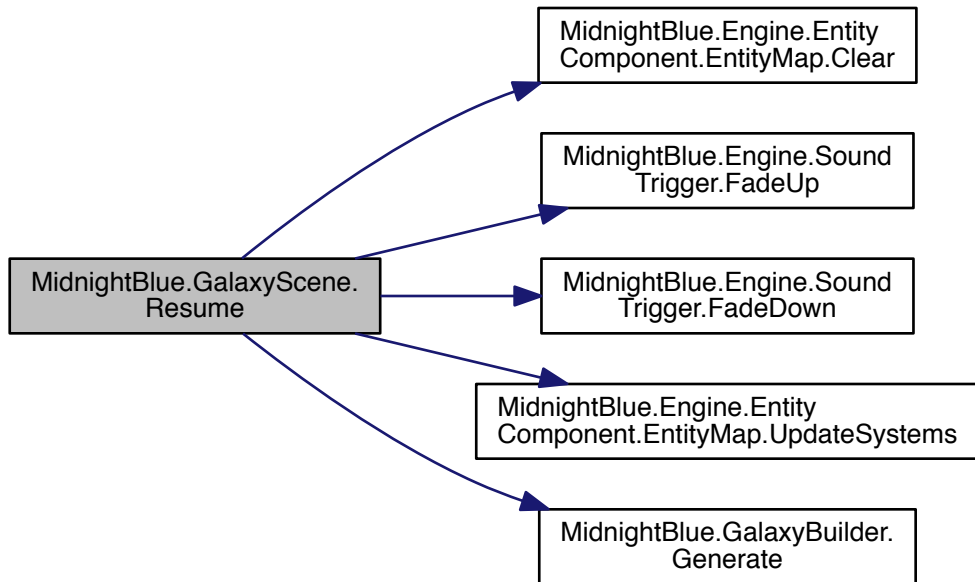 MidnightBlue.Engine.Entity
Component.EntityMap.Clear
MidnightBlue.Engine.Sound
Trigger.FadeUp
MidnightBlue.GalaxyScene.
Resume
MidnightBlue.Engine.Sound
Trigger.FadeDown
MidnightBlue.Engine.Entity
Component.EntityMap.UpdateSystems
MidnightBlue.GalaxyBuilder.
Generate